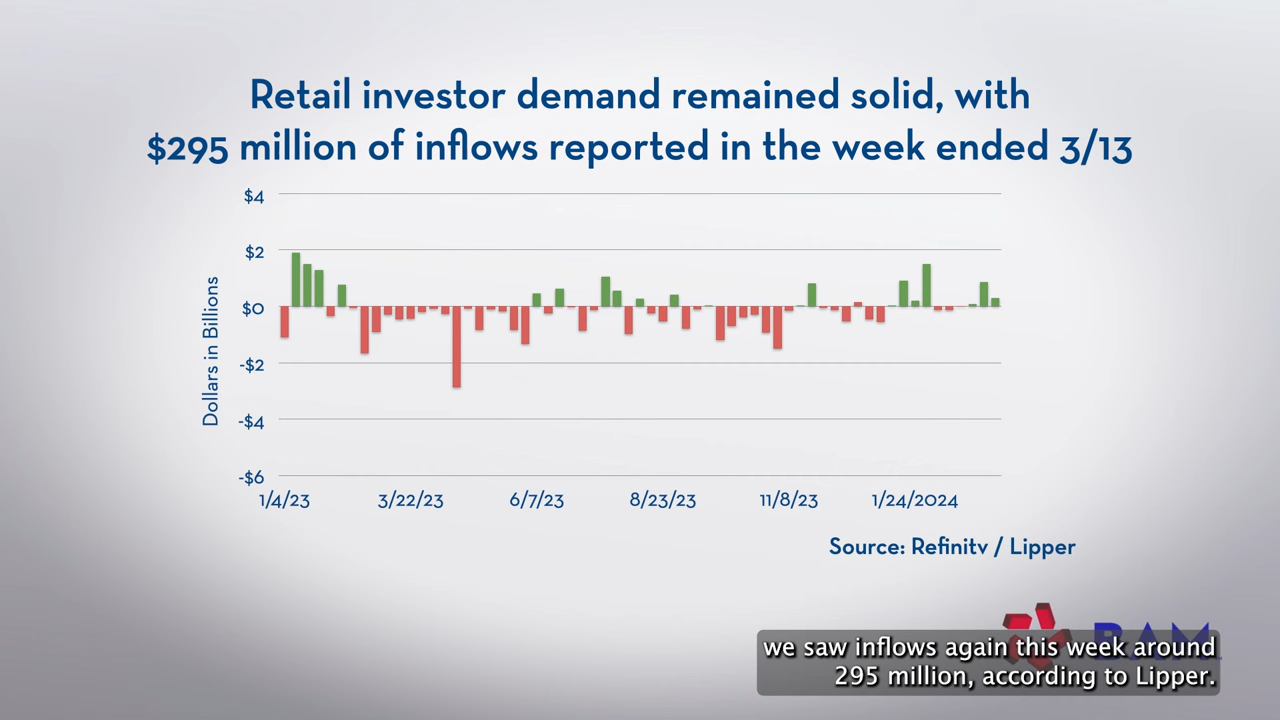 Retail investor demand remained solid, with
$295 million of inflows reported in the week ended 3/13
$4
$2
$0
-$2
-$4
-$6
Dollars in Billions
1/4/23 3/22/23 6/7/23 8/23/23 11/8/23 1/24/2024
Source: Refinitv / Lipper
BAM
we saw inflows again this week around
295 million, according to Lipper.